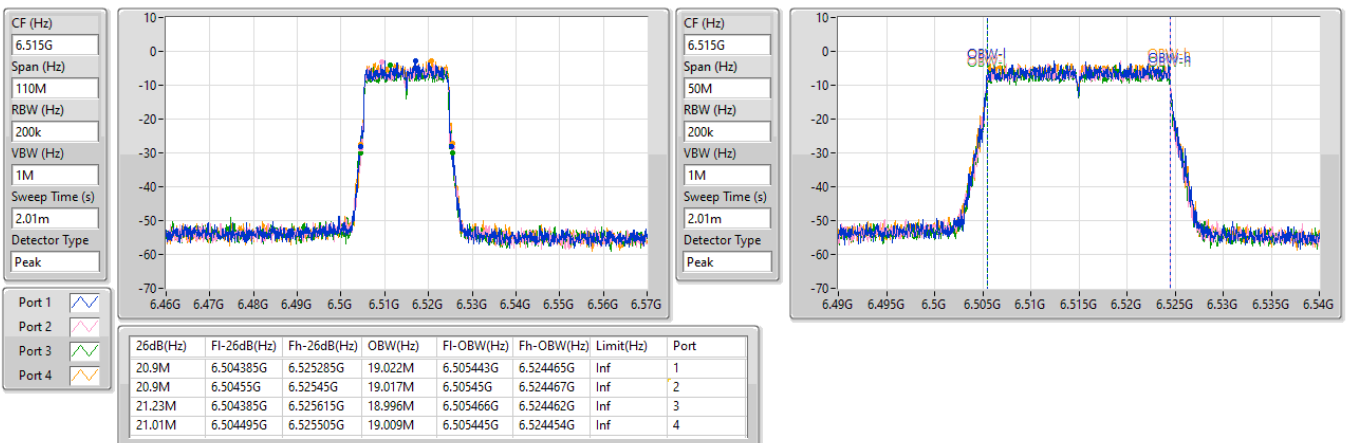 CF (Hz)
6.515G
Span (Hz)
110M
RBW (Hz)
200k
VBW (Hz)
1M
Sweep Time (s)
2.01m
Detector Type
Peak
10
0
-10
-20
-30
-40
-50
-60
-70
6.46G 6.47G 6.48G 6.49G 6.5G 6.51G 6.52G 6.53G 6.54G 6.55G 6.56G 6.57G
CF (Hz)
6.515G
Span (Hz)
50M
RBW (Hz)
200k
VBW (Hz)
1M
Sweep Time (s)
2.01m
Detector Type
Peak
10
0
-10
-20
-30
-40
-50
-60
-70
OBW-l OBW-h
6.49G 6.495G 6.5G 6.505G 6.51G 6.515G 6.52G 6.525G 6.53G 6.535G 6.54G
Port 1
Port 2
Port 3
Port 4
26dB(Hz) Fl-26dB(Hz) Fh-26dB(Hz) OBW(Hz) Fl-OBW(Hz) Fh-OBW(Hz) Limit(Hz) Port
20.9M 6.504385G 6.525285G 19.022M 6.505443G 6.524465G Inf 1
20.9M 6.50455G 6.52545G 19.017M 6.50545G 6.524467G Inf 2
21.23M 6.504385G 6.525615G 18.996M 6.505466G 6.524462G Inf 3
21.01M 6.504495G 6.525505G 19.009M 6.505445G 6.524454G Inf 4